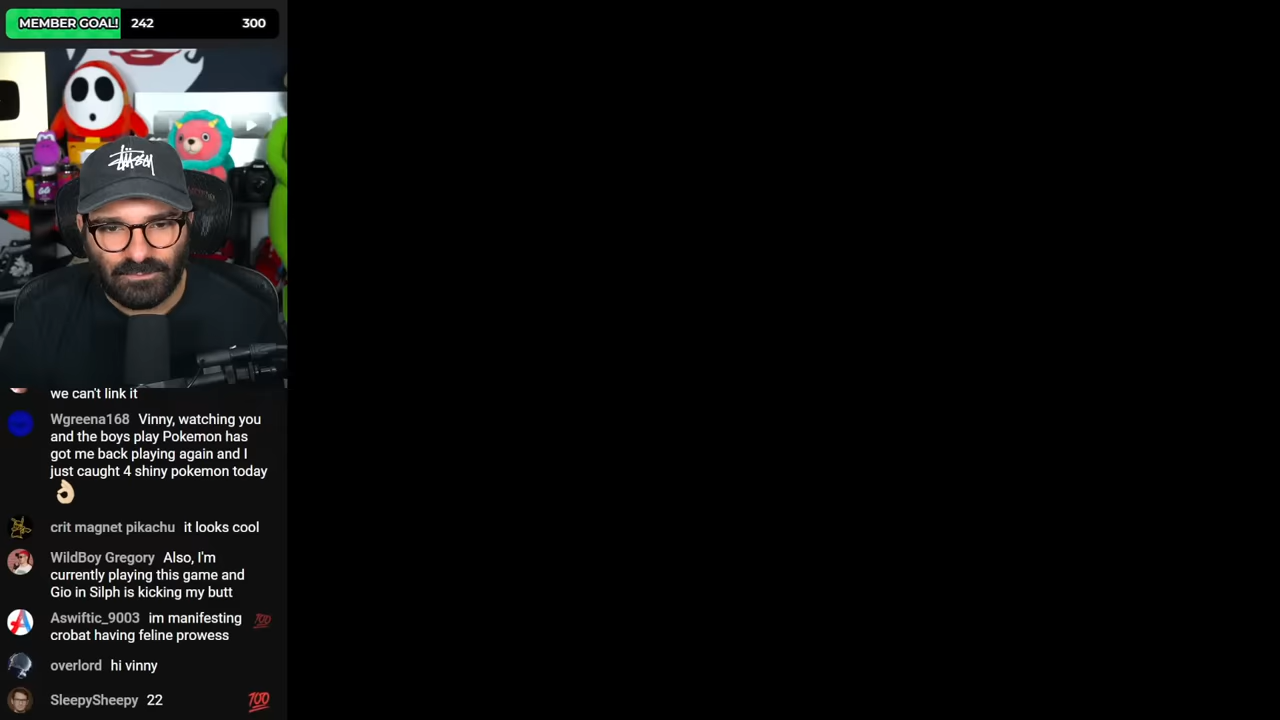 MEMBER GOAL! 242 300
STÜSSY
we can't link it
Wgreena168 Vinny, watching you
and the boys play Pokemon has
got me back playing again and I
just caught 4 shiny pokemon today
👌🏻
crit magnet pikachu it looks cool
WildBoy Gregory Also, I'm
currently playing this game and
Gio in Silph is kicking my butt
Aswiftic_9003 im manifesting 💯
crobat having feline prowess
overlord hi vinny
SleepySheepy 22 💯